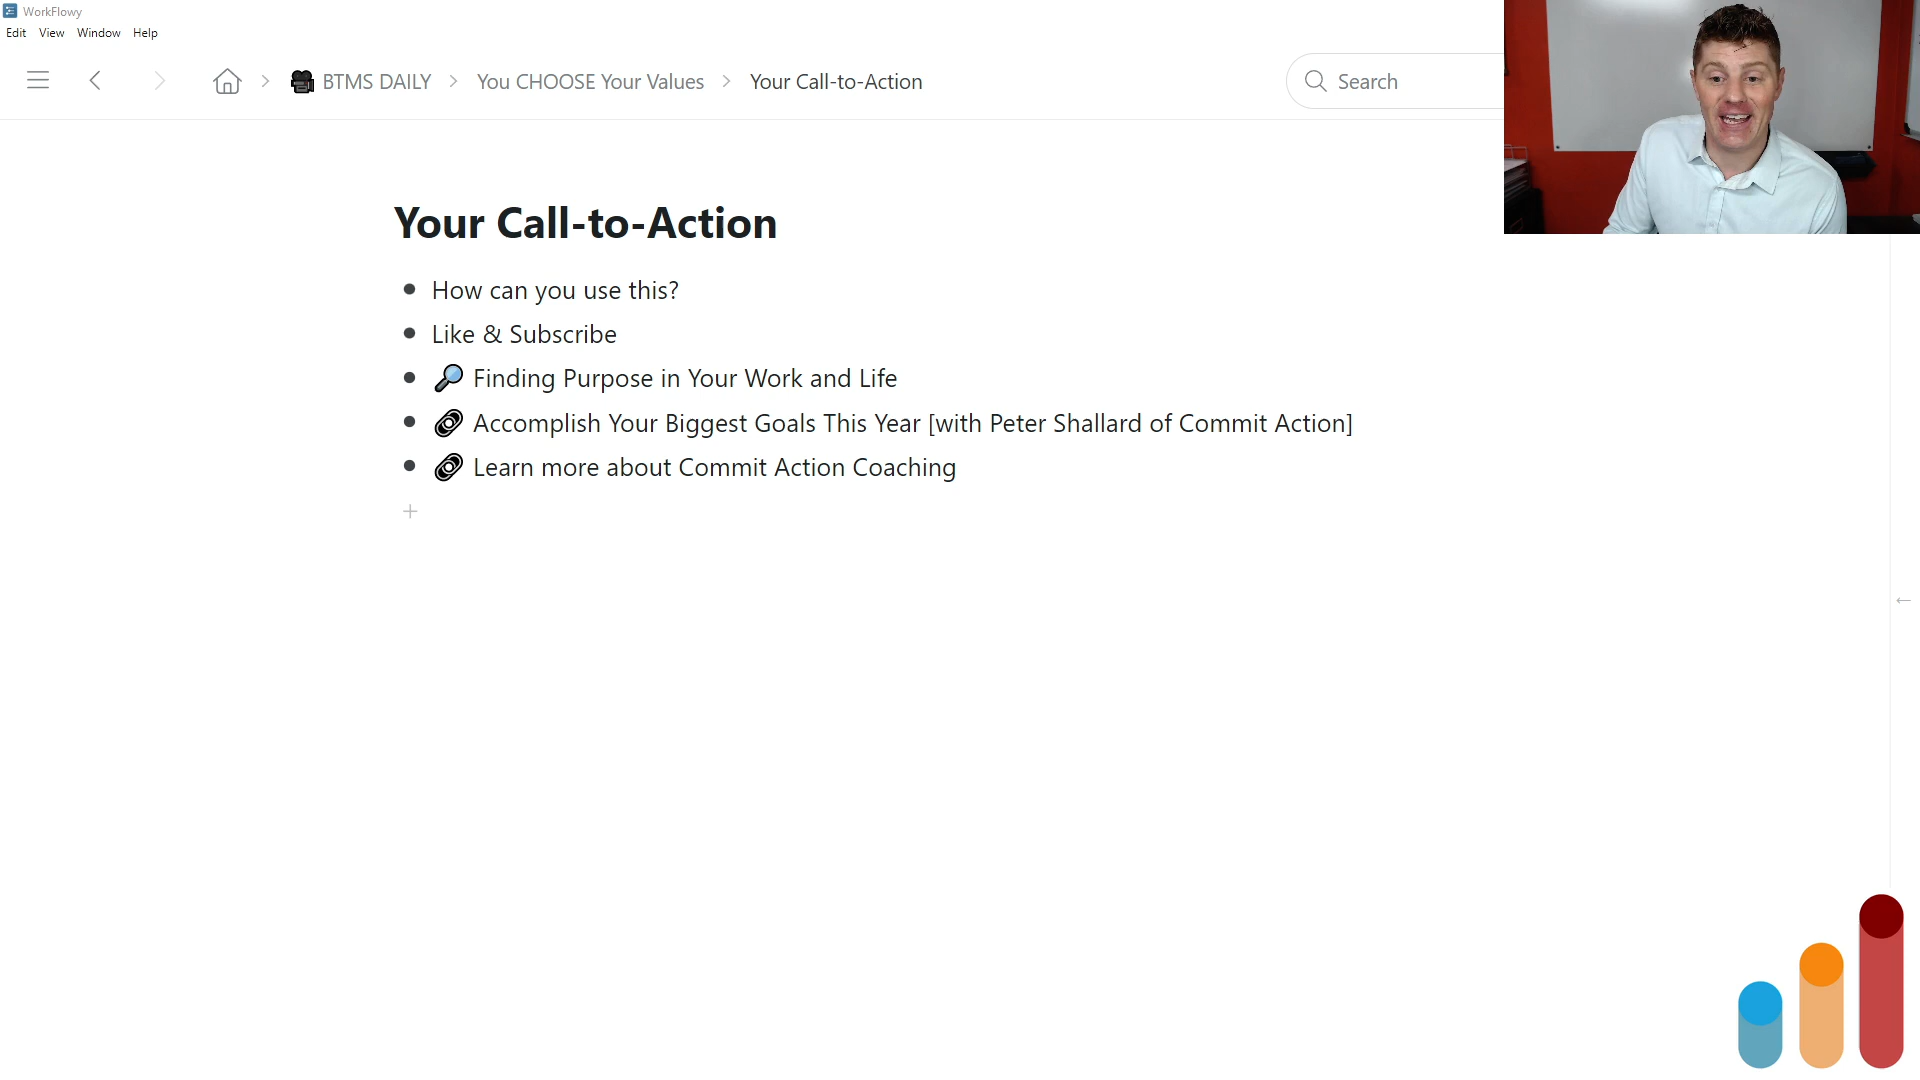 WorkFlowy
Edit View Window Help
BTMS DAILY You CHOOSE Your Values Your Call-to-Action
Search
Your Call-to-Action
How can you use this?
Like & Subscribe
Finding Purpose in Your Work and Life
Accomplish Your Biggest Goals This Year [with Peter Shallard of Commit Action]
Learn more about Commit Action Coaching